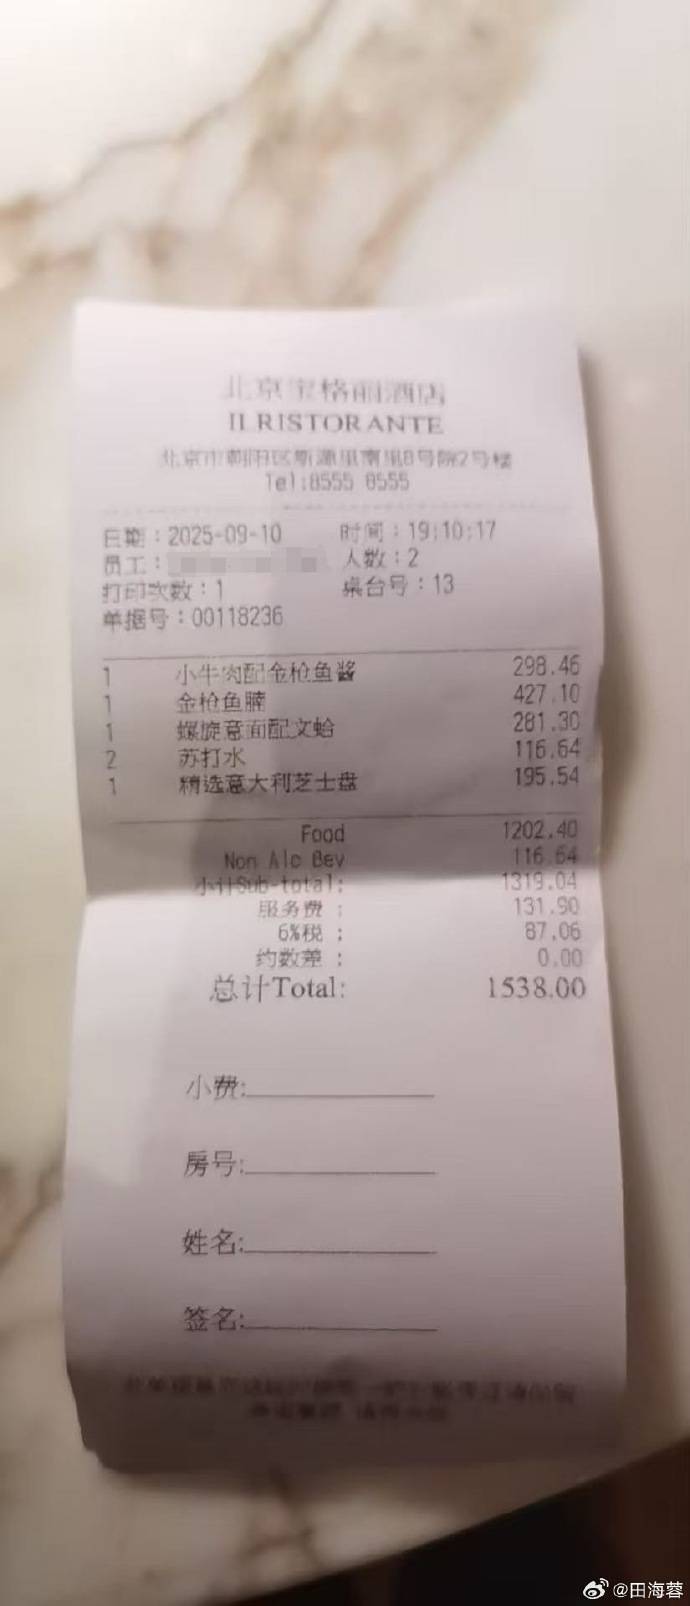 北京宝格丽酒店
IL RISTORANTE
北京市朝阳区新源里南里8号院2号楼
Tel:8555 8555
日期：2025-09-10 时间：19:10:17
员工： 人数：2
打印次数：1 桌台号：13
单据号：00118236
1 小牛肉配金枪鱼酱 298.46
1 金枪鱼腩 427.10
1 螺旋意面配文蛤 281.30
2 苏打水 116.64
1 精选意大利芝士盘 195.54
Food 1202.40
Non Alc Bev 116.64
小计Sub-total: 1319.04
服务费： 131.90
6%税： 87.06
约数差： 0.00
总计Total: 1538.00
小费:
房号:
姓名:
签名:
@田海蓉